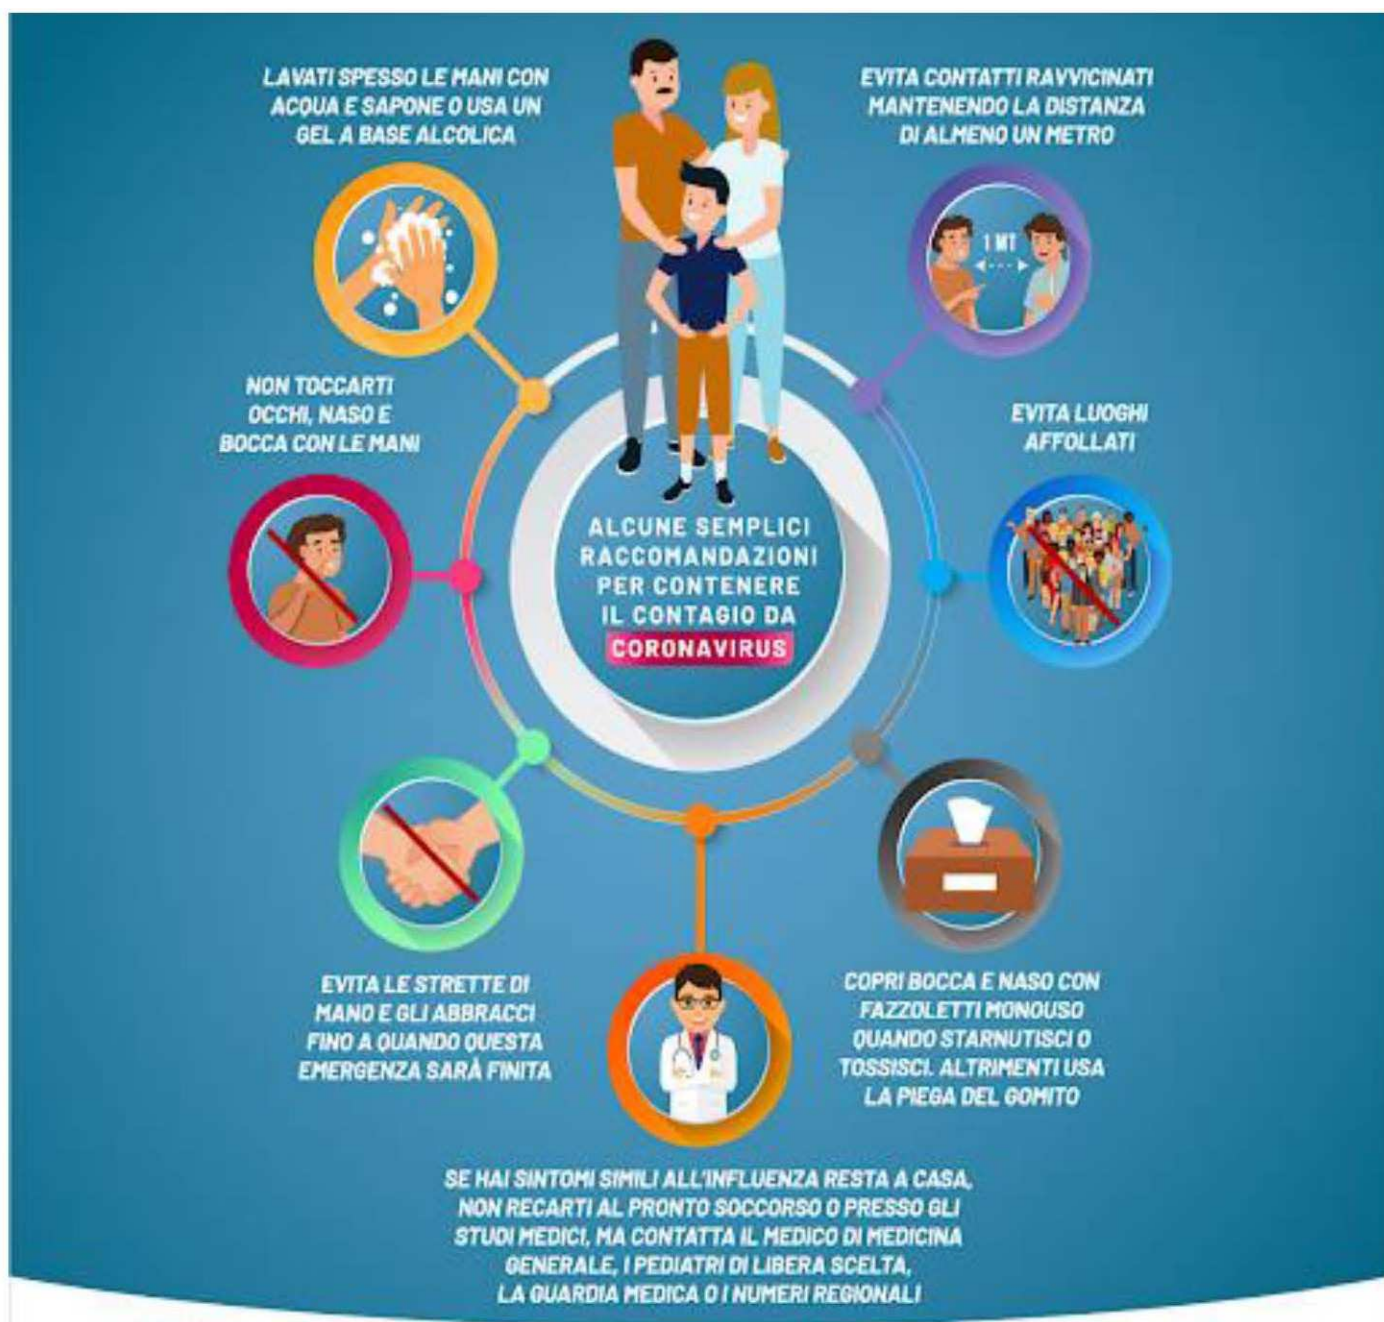 LAVATI SPESSO LE MANI CON
ACQUA E SAPONE O USA UN
GEL A BASE ALCOLICA
EVITA CONTATTI RAVVICINATI
MANTENENDO LA DISTANZA
DI ALMENO UN METRO
1 MT
NON TOCCARTI
OCCHI, NASO E
BOCCA CON LE MANI
EVITA LUOGHI
AFFOLLATI
ALCUNE SEMPLICI
RACCOMANDAZIONI
PER CONTENERE
IL CONTAGIO DA
CORONAVIRUS
EVITA LE STRETTE DI
MANO E GLI ABBRACCI
FINO A QUANDO QUESTA
EMERGENZA SARÀ FINITA
COPRI BOCCA E NASO CON
FAZZOLETTI MONOUSO
QUANDO STARNUTISCI O
TOSSISCI. ALTRIMENTI USA
LA PIEGA DEL GOMITO
SE HAI SINTOMI SIMILI ALL'INFLUENZA RESTA A CASA,
NON RECARTI AL PRONTO SOCCORSO O PRESSO GLI
STUDI MEDICI, MA CONTATTA IL MEDICO DI MEDICINA
GENERALE, I PEDIATRI DI LIBERA SCELTA,
LA GUARDIA MEDICA O I NUMERI REGIONALI